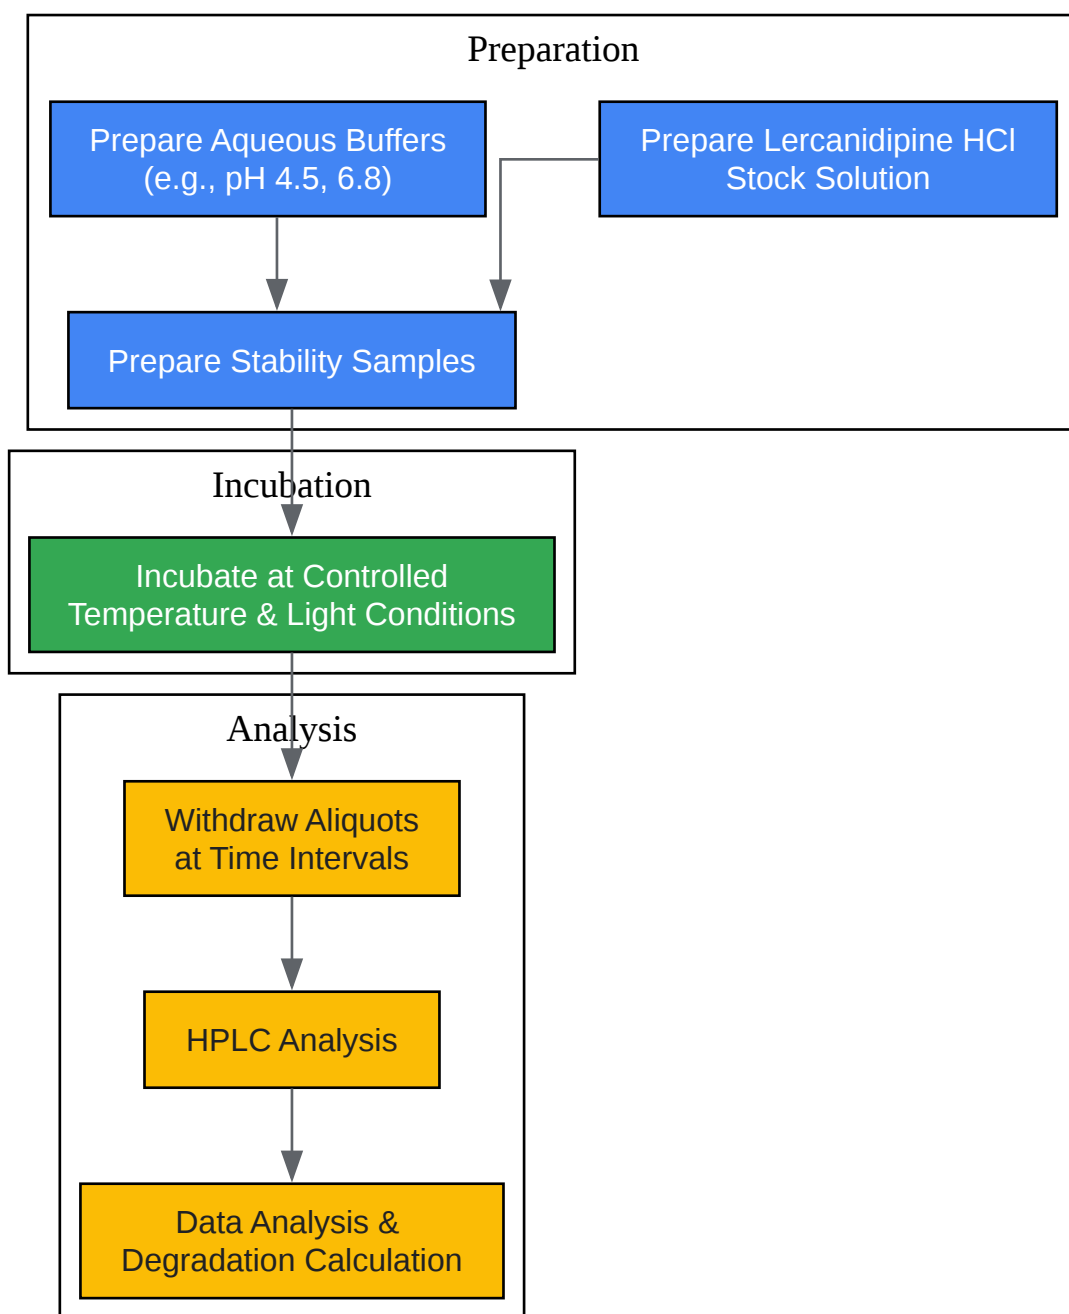 Preparation
Prepare Aqueous Buffers
(e.g., pH 4.5, 6.8)
Prepare Lercanidipine HCl
Stock Solution
Prepare Stability Samples
Incubation
Incubate at Controlled
Temperature & Light Conditions
Analysis
Withdraw Aliquots
at Time Intervals
HPLC Analysis
Data Analysis &
Degradation Calculation